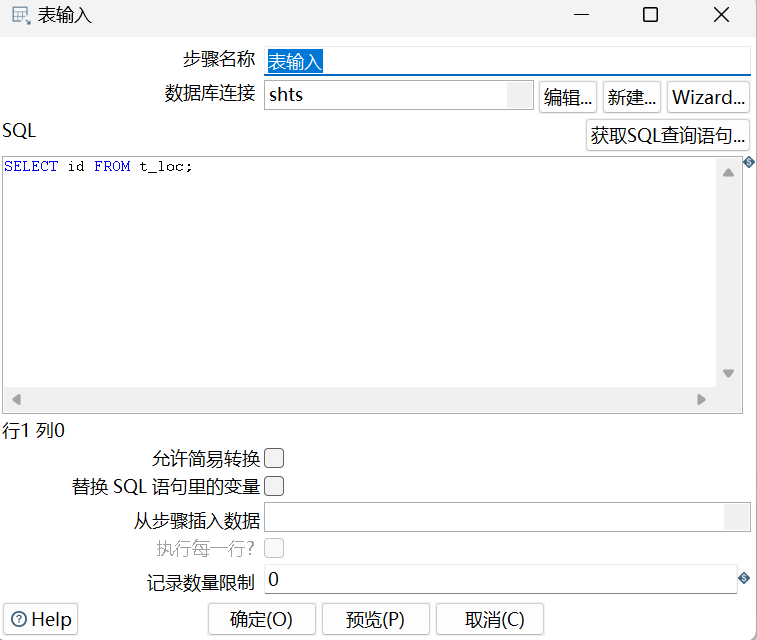 表输入
步骤名称 表输入
数据库连接 shts 编辑... 新建... Wizard...
SQL 获取SQL查询语句...
SELECT id FROM t_loc;
行1 列0
允许简易转换
替换 SQL 语句里的变量
从步骤插入数据
执行每一行?
记录数量限制 0
Help 确定(O) 预览(P) 取消(C)